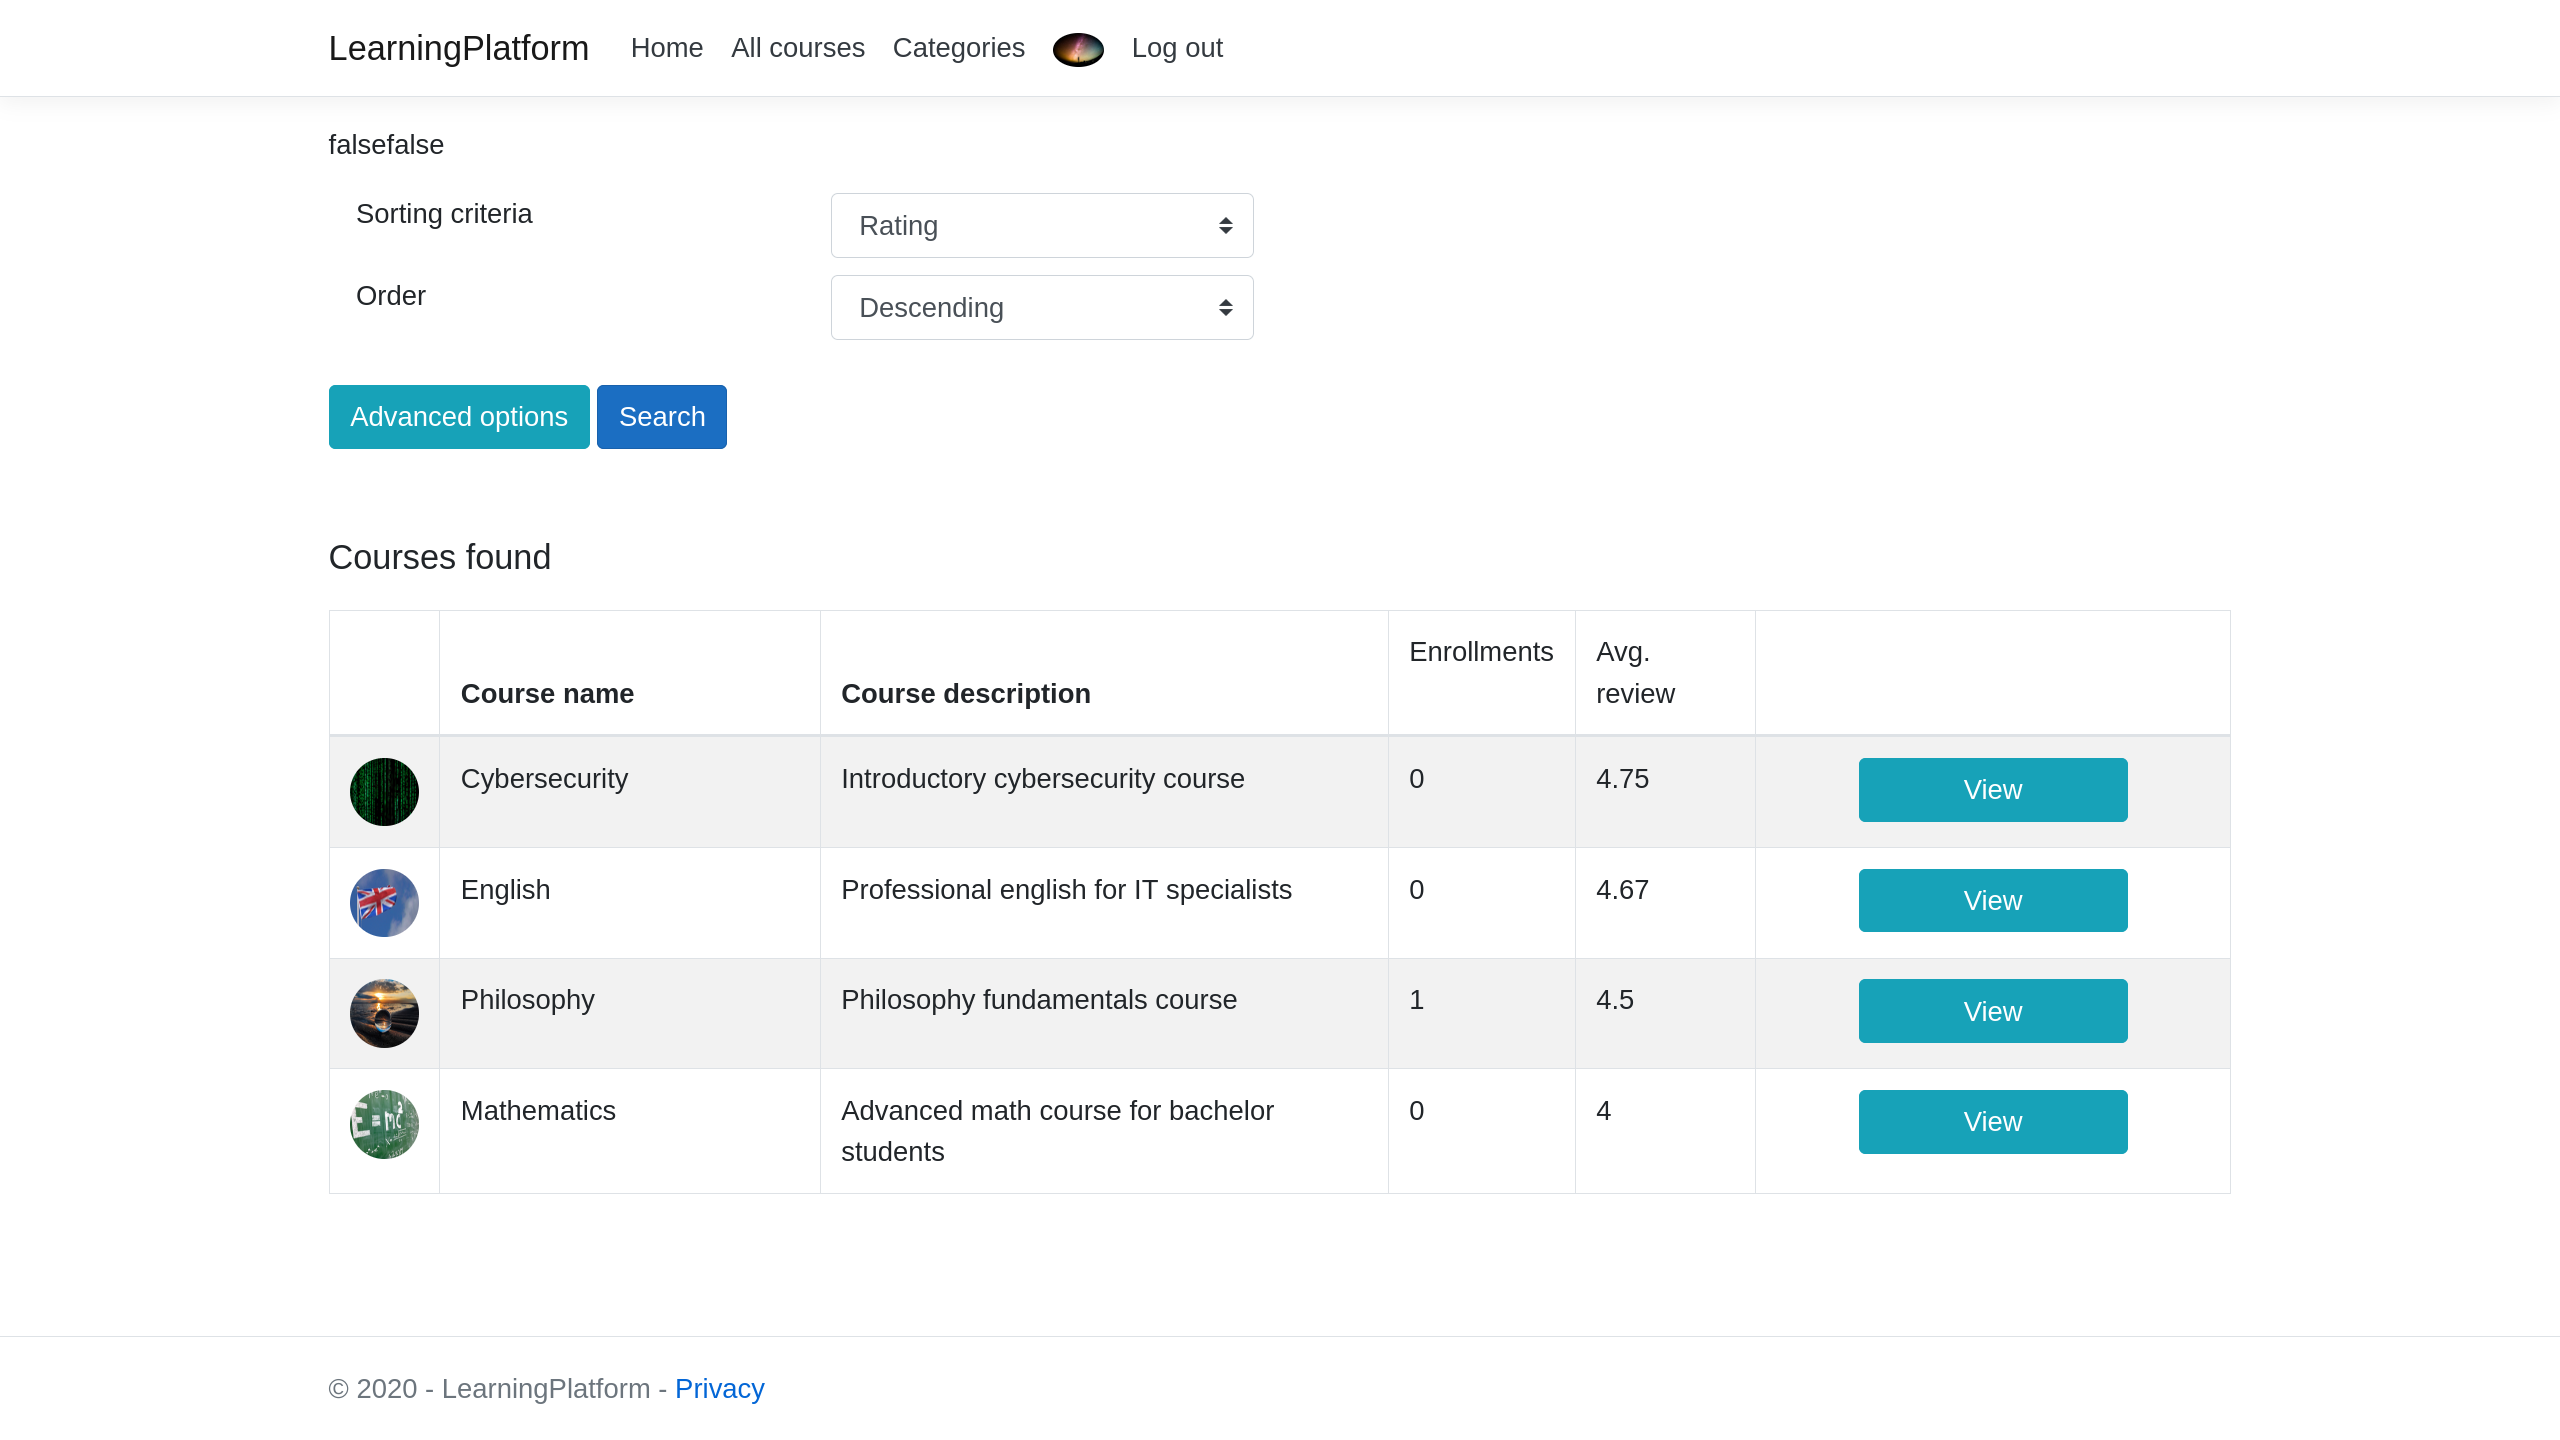 LearningPlatform Home All courses Categories Log out
falsefalse
Sorting criteria Rating
Order Descending
Advanced options Search
Courses found
Course name Course description Enrollments Avg. review
Cybersecurity Introductory cybersecurity course 0 4.75 View
English Professional english for IT specialists 0 4.67 View
Philosophy Philosophy fundamentals course 1 4.5 View
E=mc²
Mathematics Advanced math course for bachelor 0 4 View
students
© 2020 - LearningPlatform - Privacy